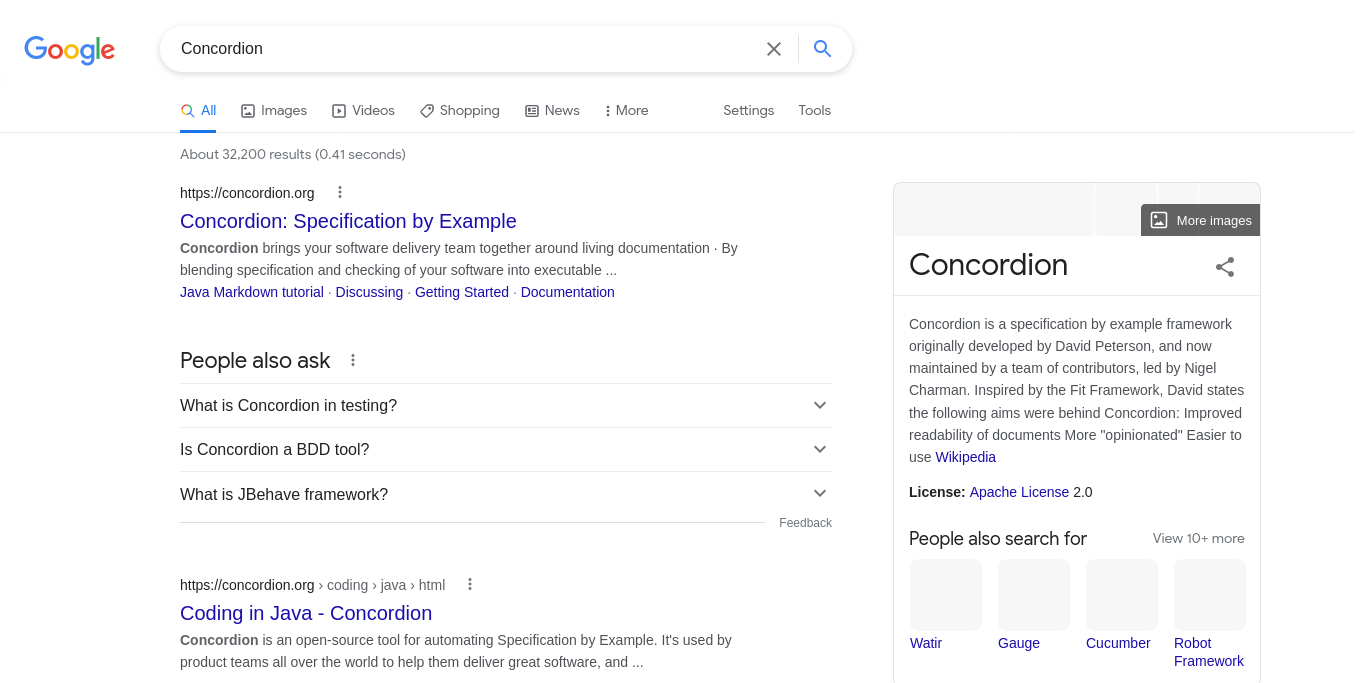 Google
Concordion
All
Images
Videos
Shopping
News
More
Settings
Tools
About 32,200 results (0.41 seconds)
https://concordion.org
Concordion: Specification by Example
Concordion brings your software delivery team together around living documentation · By
blending specification and checking of your software into executable ...
Java Markdown tutorial · Discussing · Getting Started · Documentation
People also ask
What is Concordion in testing?
Is Concordion a BDD tool?
What is JBehave framework?
Feedback
https://concordion.org › coding › java › html
Coding in Java - Concordion
Concordion is an open-source tool for automating Specification by Example. It's used by
product teams all over the world to help them deliver great software, and ...
More images
Concordion
Concordion is a specification by example framework
originally developed by David Peterson, and now
maintained by a team of contributors, led by Nigel
Charman. Inspired by the Fit Framework, David states
the following aims were behind Concordion: Improved
readability of documents More "opinionated" Easier to
use Wikipedia
License: Apache License 2.0
People also search for
View 10+ more
Watir
Gauge
Cucumber
Robot
Framework